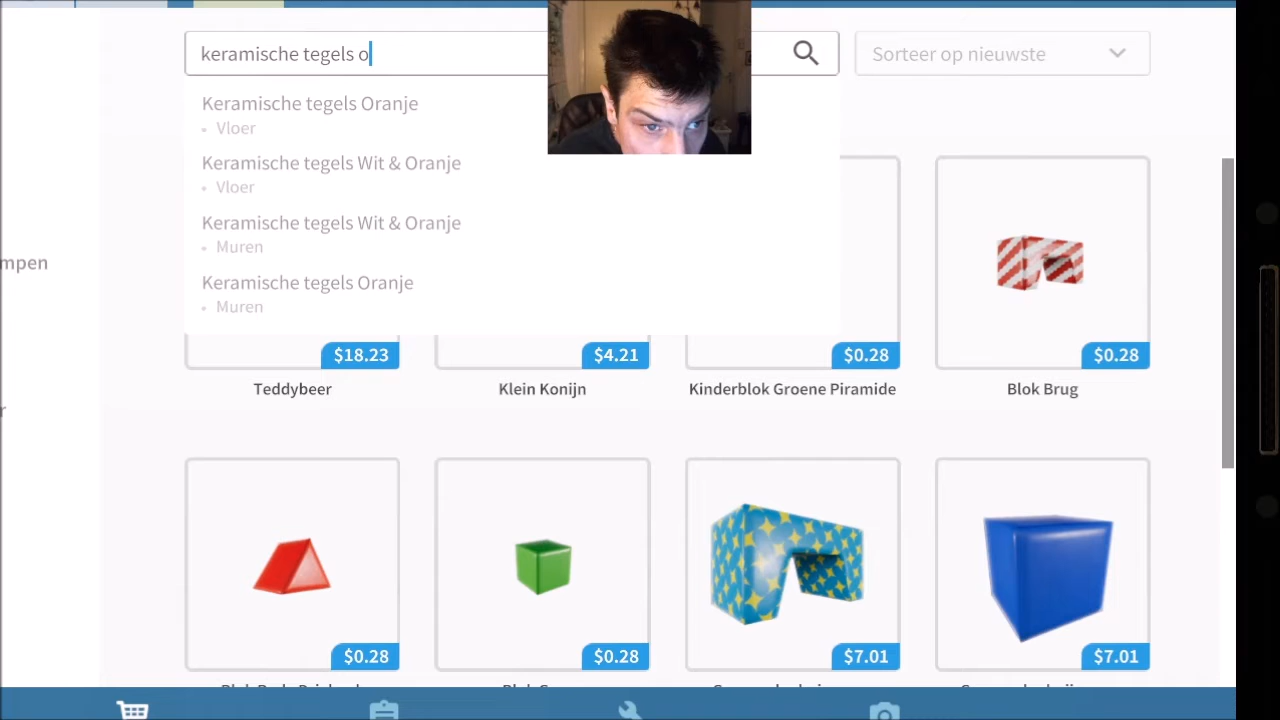 keramische tegels o
Sorteer op nieuwste
Keramische tegels Oranje
• Vloer
Keramische tegels Wit & Oranje
• Vloer
Keramische tegels Wit & Oranje
• Muren
Keramische tegels Oranje
• Muren
mpen
$18.23
$4.21
$0.28
$0.28
Teddybeer
Klein Konijn
Kinderblok Groene Piramide
Blok Brug
r
$0.28
$0.28
$7.01
$7.01